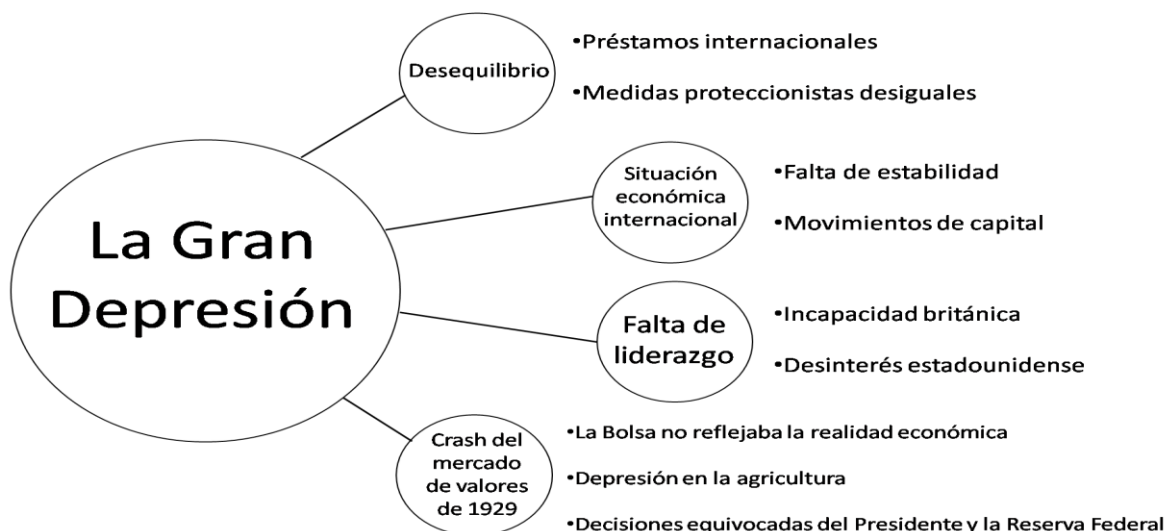 La Gran
Depresión
Desequilibrio
•Préstamos internacionales
•Medidas proteccionistas desiguales
Situación
económica
internacional
•Falta de estabilidad
•Movimientos de capital
Falta de
liderazgo
•Incapacidad británica
•Desinterés estadounidense
Crash del
mercado
de valores
de 1929
•La Bolsa no reflejaba la realidad económica
•Depresión en la agricultura
•Decisiones equivocadas del Presidente y la Reserva Federal